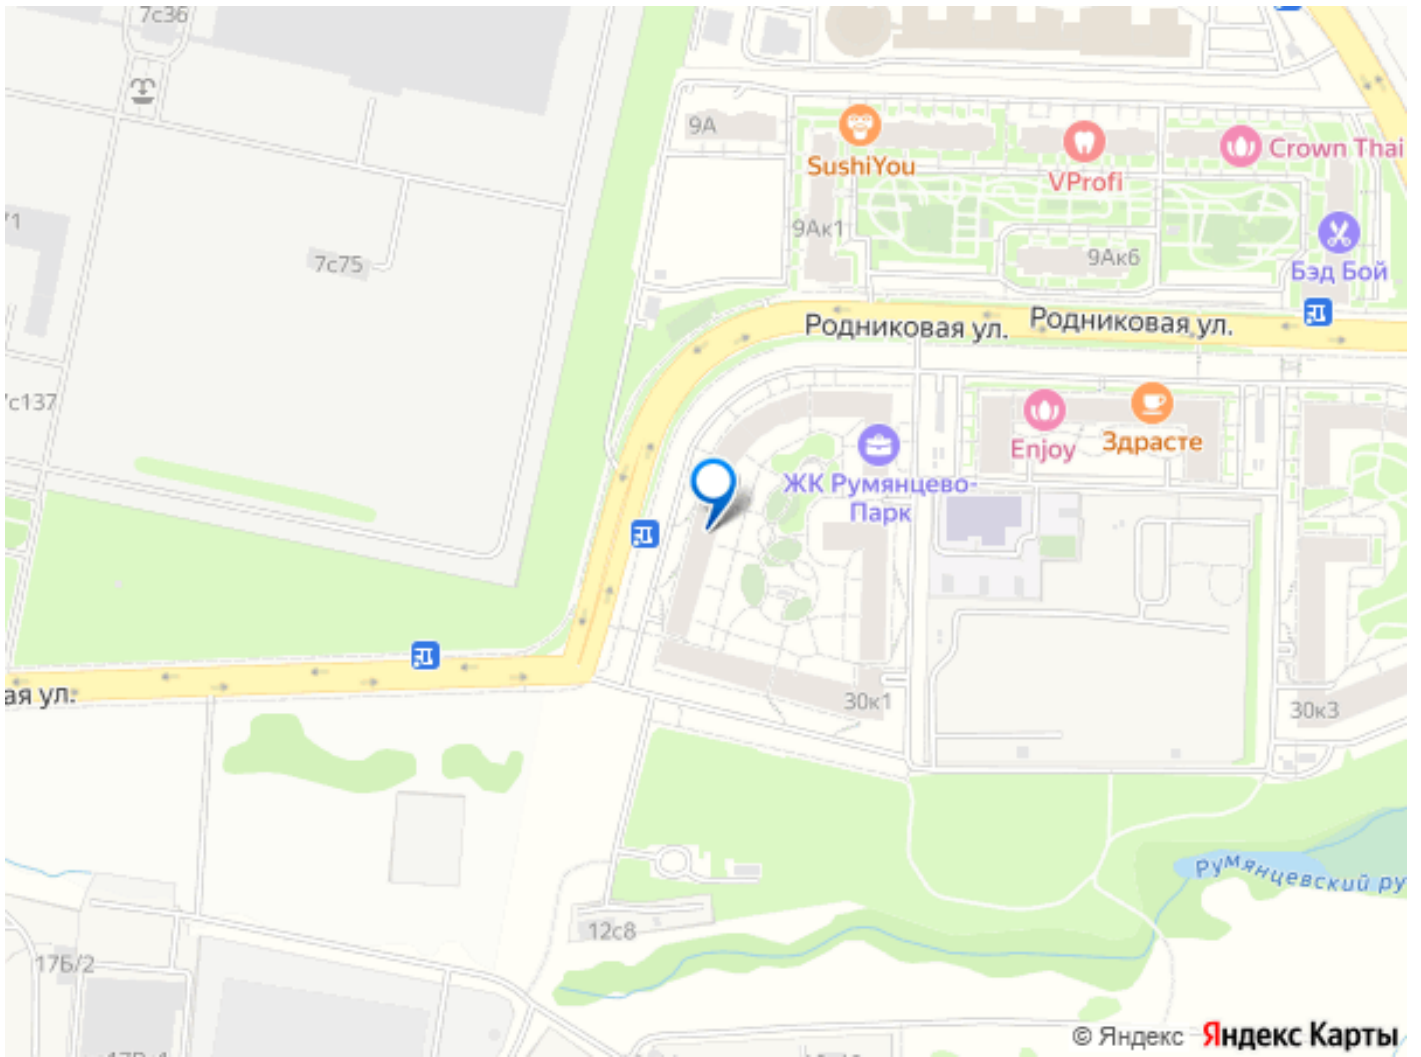 7с36
9А
SushiYou
VProfi
Crown Thai
9Ак1
9Ак6
Бэд Бой
7с75
Родниковая ул.
Родниковая ул.
7с137
Enjoy
Здрасте
ЖК Румянцево-
Парк
ая ул.
30к1
30к3
Румянцевский ру
12с8
17Б/2
© Яндекс Яндекс Карты